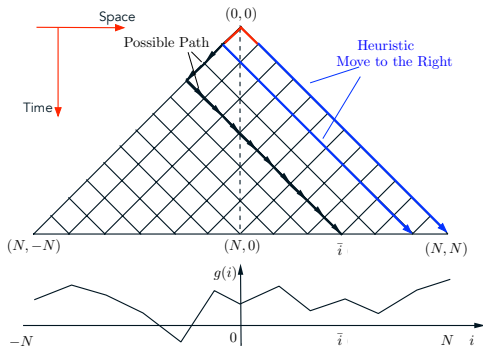 (0, 0)
Space
Possible Path
Heuristic
Move to the Right
Time
(N, −N)
(N, 0)
i̅
(N, N)
g(i)
−N
0
i̅
N
i